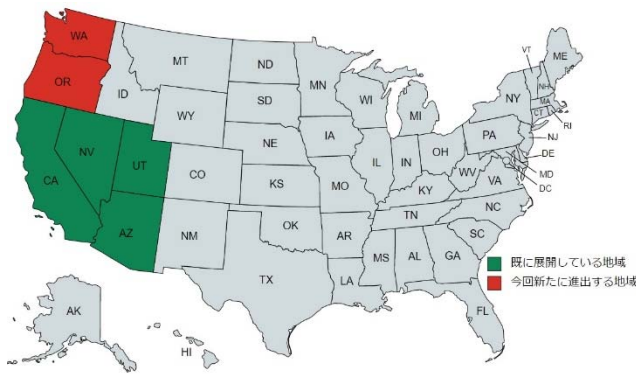 WA
MT
ND
MN
VT
ME
OR
ID
SD
WI
MI
NY
NH
MA
CT
RI
WY
IA
PA
NJ
NE
OH
DE
NV
UT
IL
IN
MD
CA
CO
WV
VA
DC
KS
MO
KY
NC
TN
AZ
NM
OK
AR
SC
MS
AL
GA
既に展開している地域
TX
LA
今回新たに進出する地域
AK
FL
HI